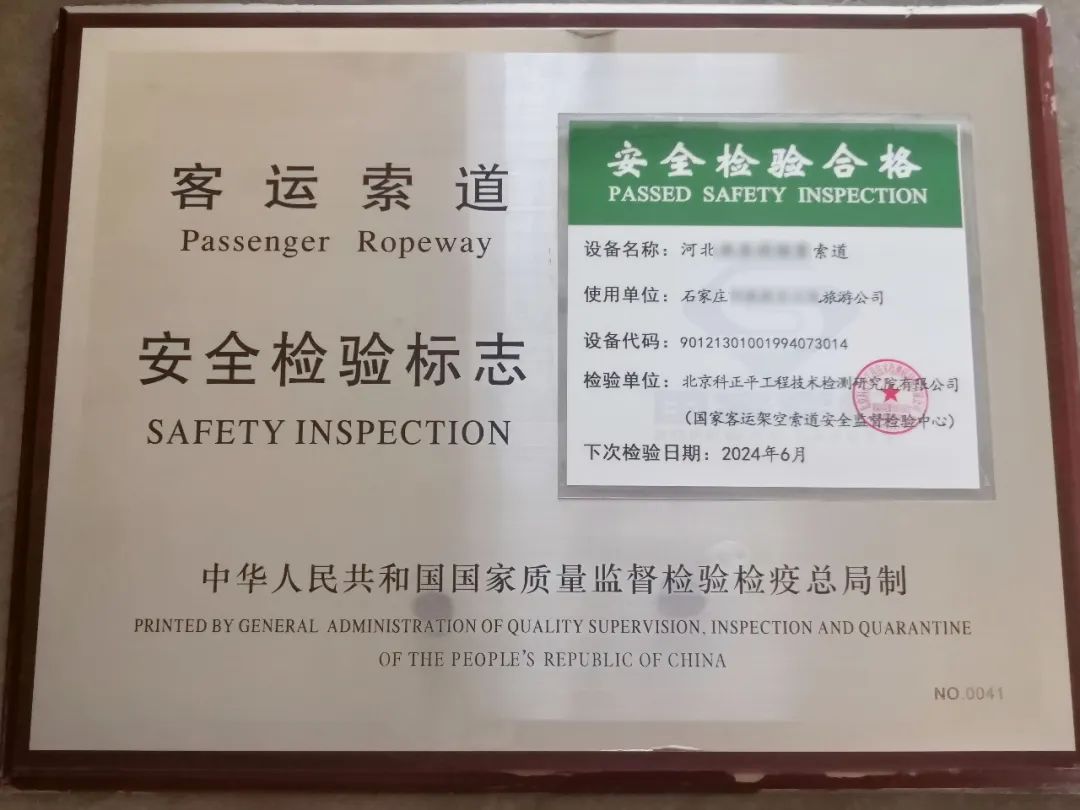 客运索道
Passenger Ropeway
安全检验标志
SAFETY INSPECTION
安全检验合格
PASSED SAFETY INSPECTION
设备名称：河北 索道
使用单位：石家庄 旅游公司
设备代码：90121301001994073014
检验单位：北京科正平工程技术检测研究院有限公司
（国家客运架空索道安全监督检验中心）
下次检验日期：2024年6月
中华人民共和国国家质量监督检验检疫总局制
PRINTED BY GENERAL ADMINISTRATION OF QUALITY SUPERVISION, INSPECTION AND QUARANTINE
OF THE PEOPLE'S REPUBLIC OF CHINA
NO.0041